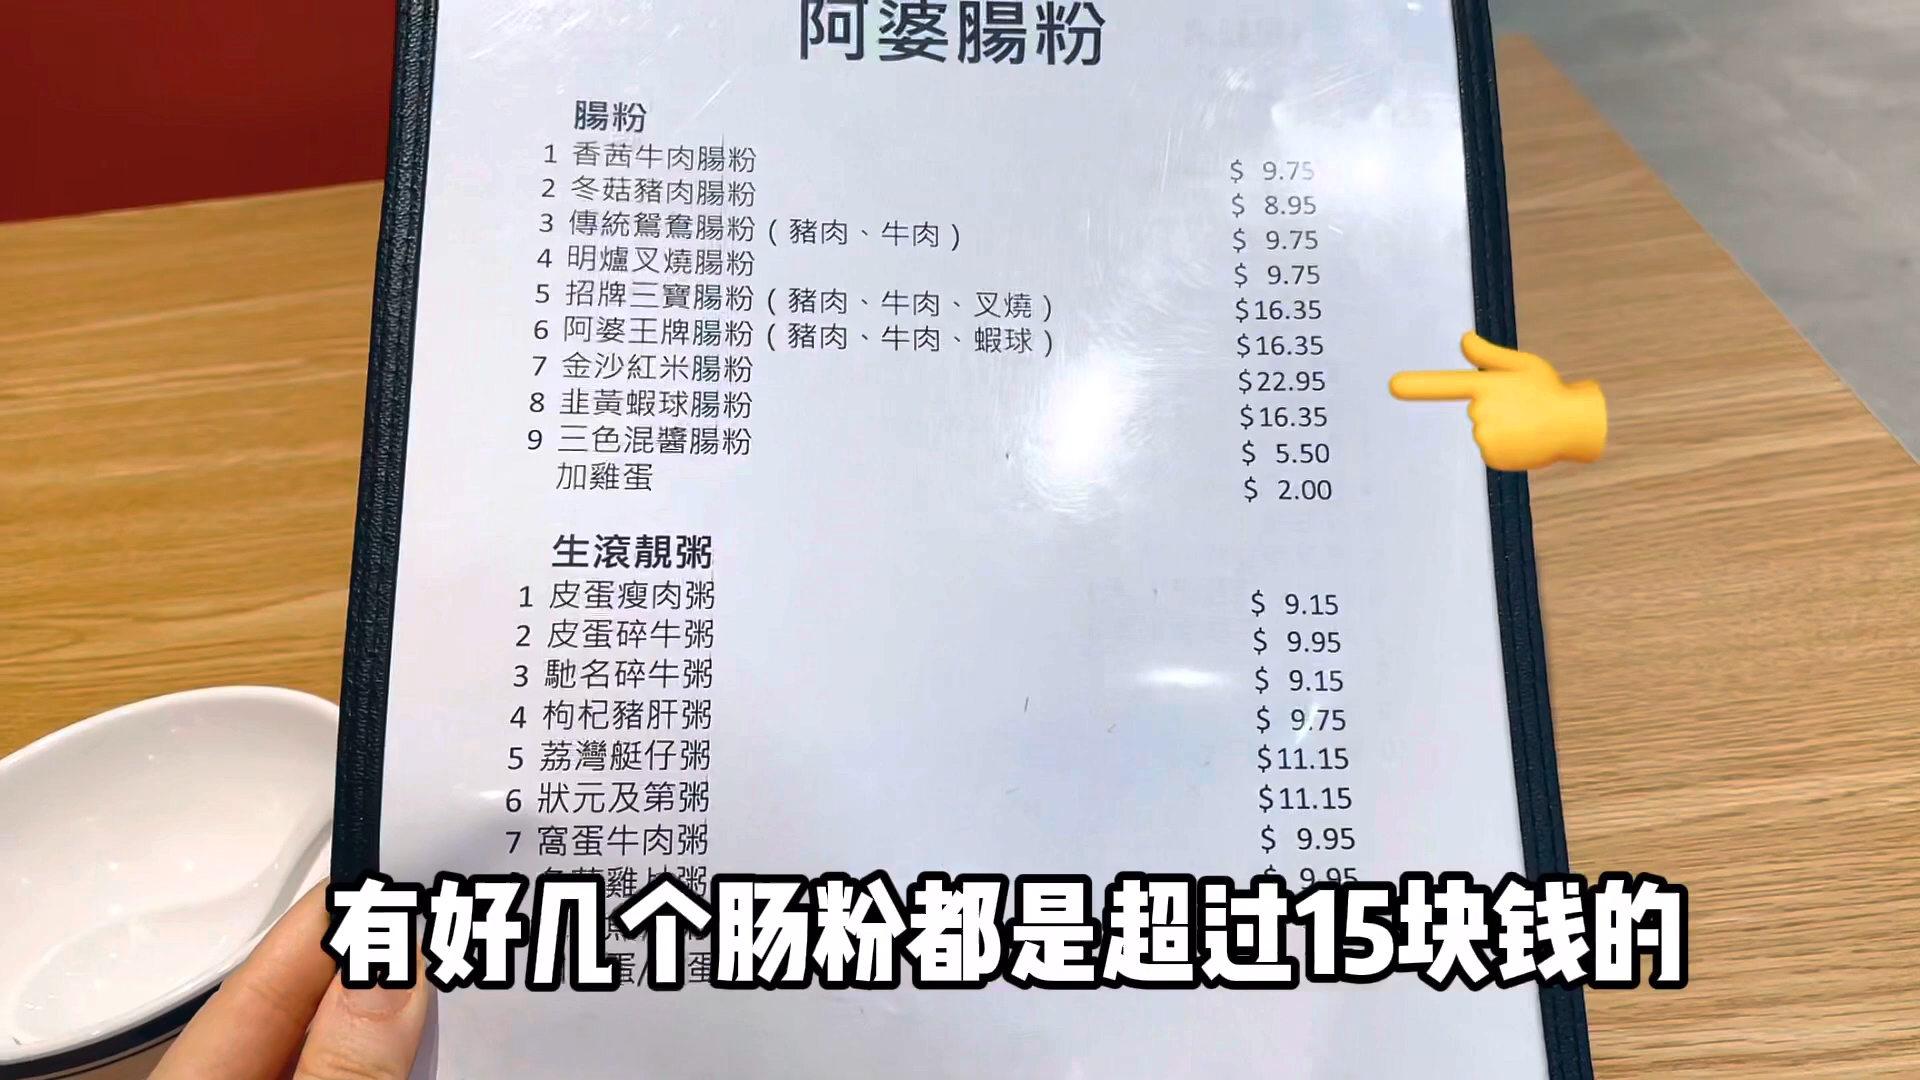 阿婆腸粉
腸粉
1 香茜牛肉腸粉 $ 9.75
2 冬菇豬肉腸粉 $ 8.95
3 傳統鴛鴦腸粉（豬肉、牛肉） $ 9.75
4 明爐叉燒腸粉 $ 9.75
5 招牌三寶腸粉（豬肉、牛肉、叉燒） $16.35
6 阿婆王牌腸粉（豬肉、牛肉、蝦球） $16.35
7 金沙紅米腸粉 $22.95
8 韭黃蝦球腸粉 $16.35
9 三色混醬腸粉 $ 5.50
加雞蛋 $ 2.00
生滾靚粥
1 皮蛋瘦肉粥 $ 9.15
2 皮蛋碎牛粥 $ 9.95
3 馳名碎牛粥 $ 9.15
4 枸杞豬肝粥 $ 9.75
5 荔灣艇仔粥 $11.15
6 狀元及第粥 $11.15
7 窩蛋牛肉粥 $ 9.95
雞 粥 $ 9.95
有好几个肠粉都是超过15块钱的